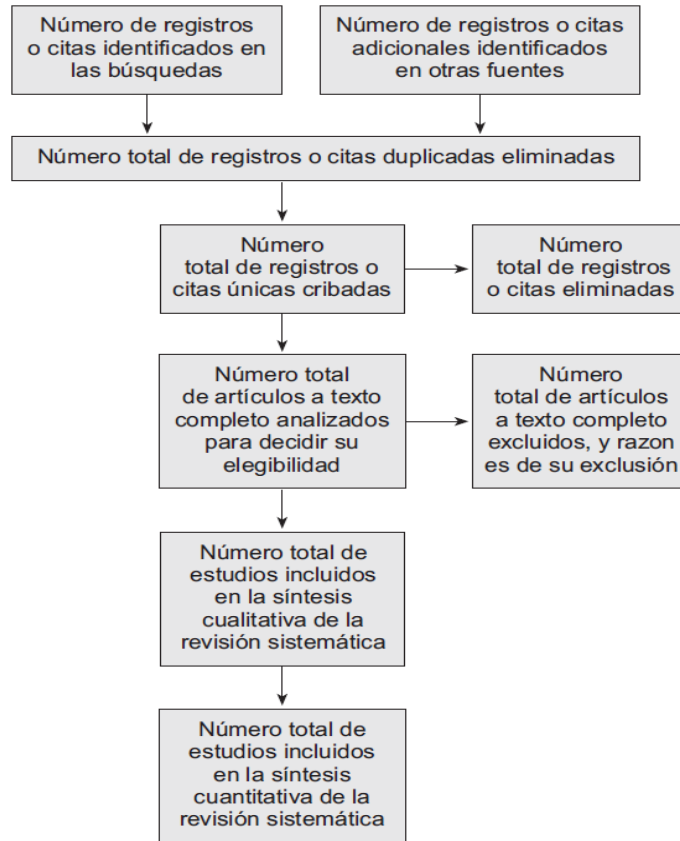 Número de registros
o citas identificados en
las búsquedas
Número de registros o citas
adicionales identificados
en otras fuentes
Número total de registros o citas duplicadas eliminadas
Número
total de registros o
citas únicas cribadas
Número
total de registros
o citas eliminadas
Número total
de artículos a texto
completo analizados
para decidir su
elegibilidad
Número
total de artículos
a texto completo
excluidos, y razon
es de su exclusión
Número total de
estudios incluidos
en la síntesis
cualitativa de la
revisión sistemática
Número total de
estudios incluidos
en la síntesis
cuantitativa de la
revisión sistemática